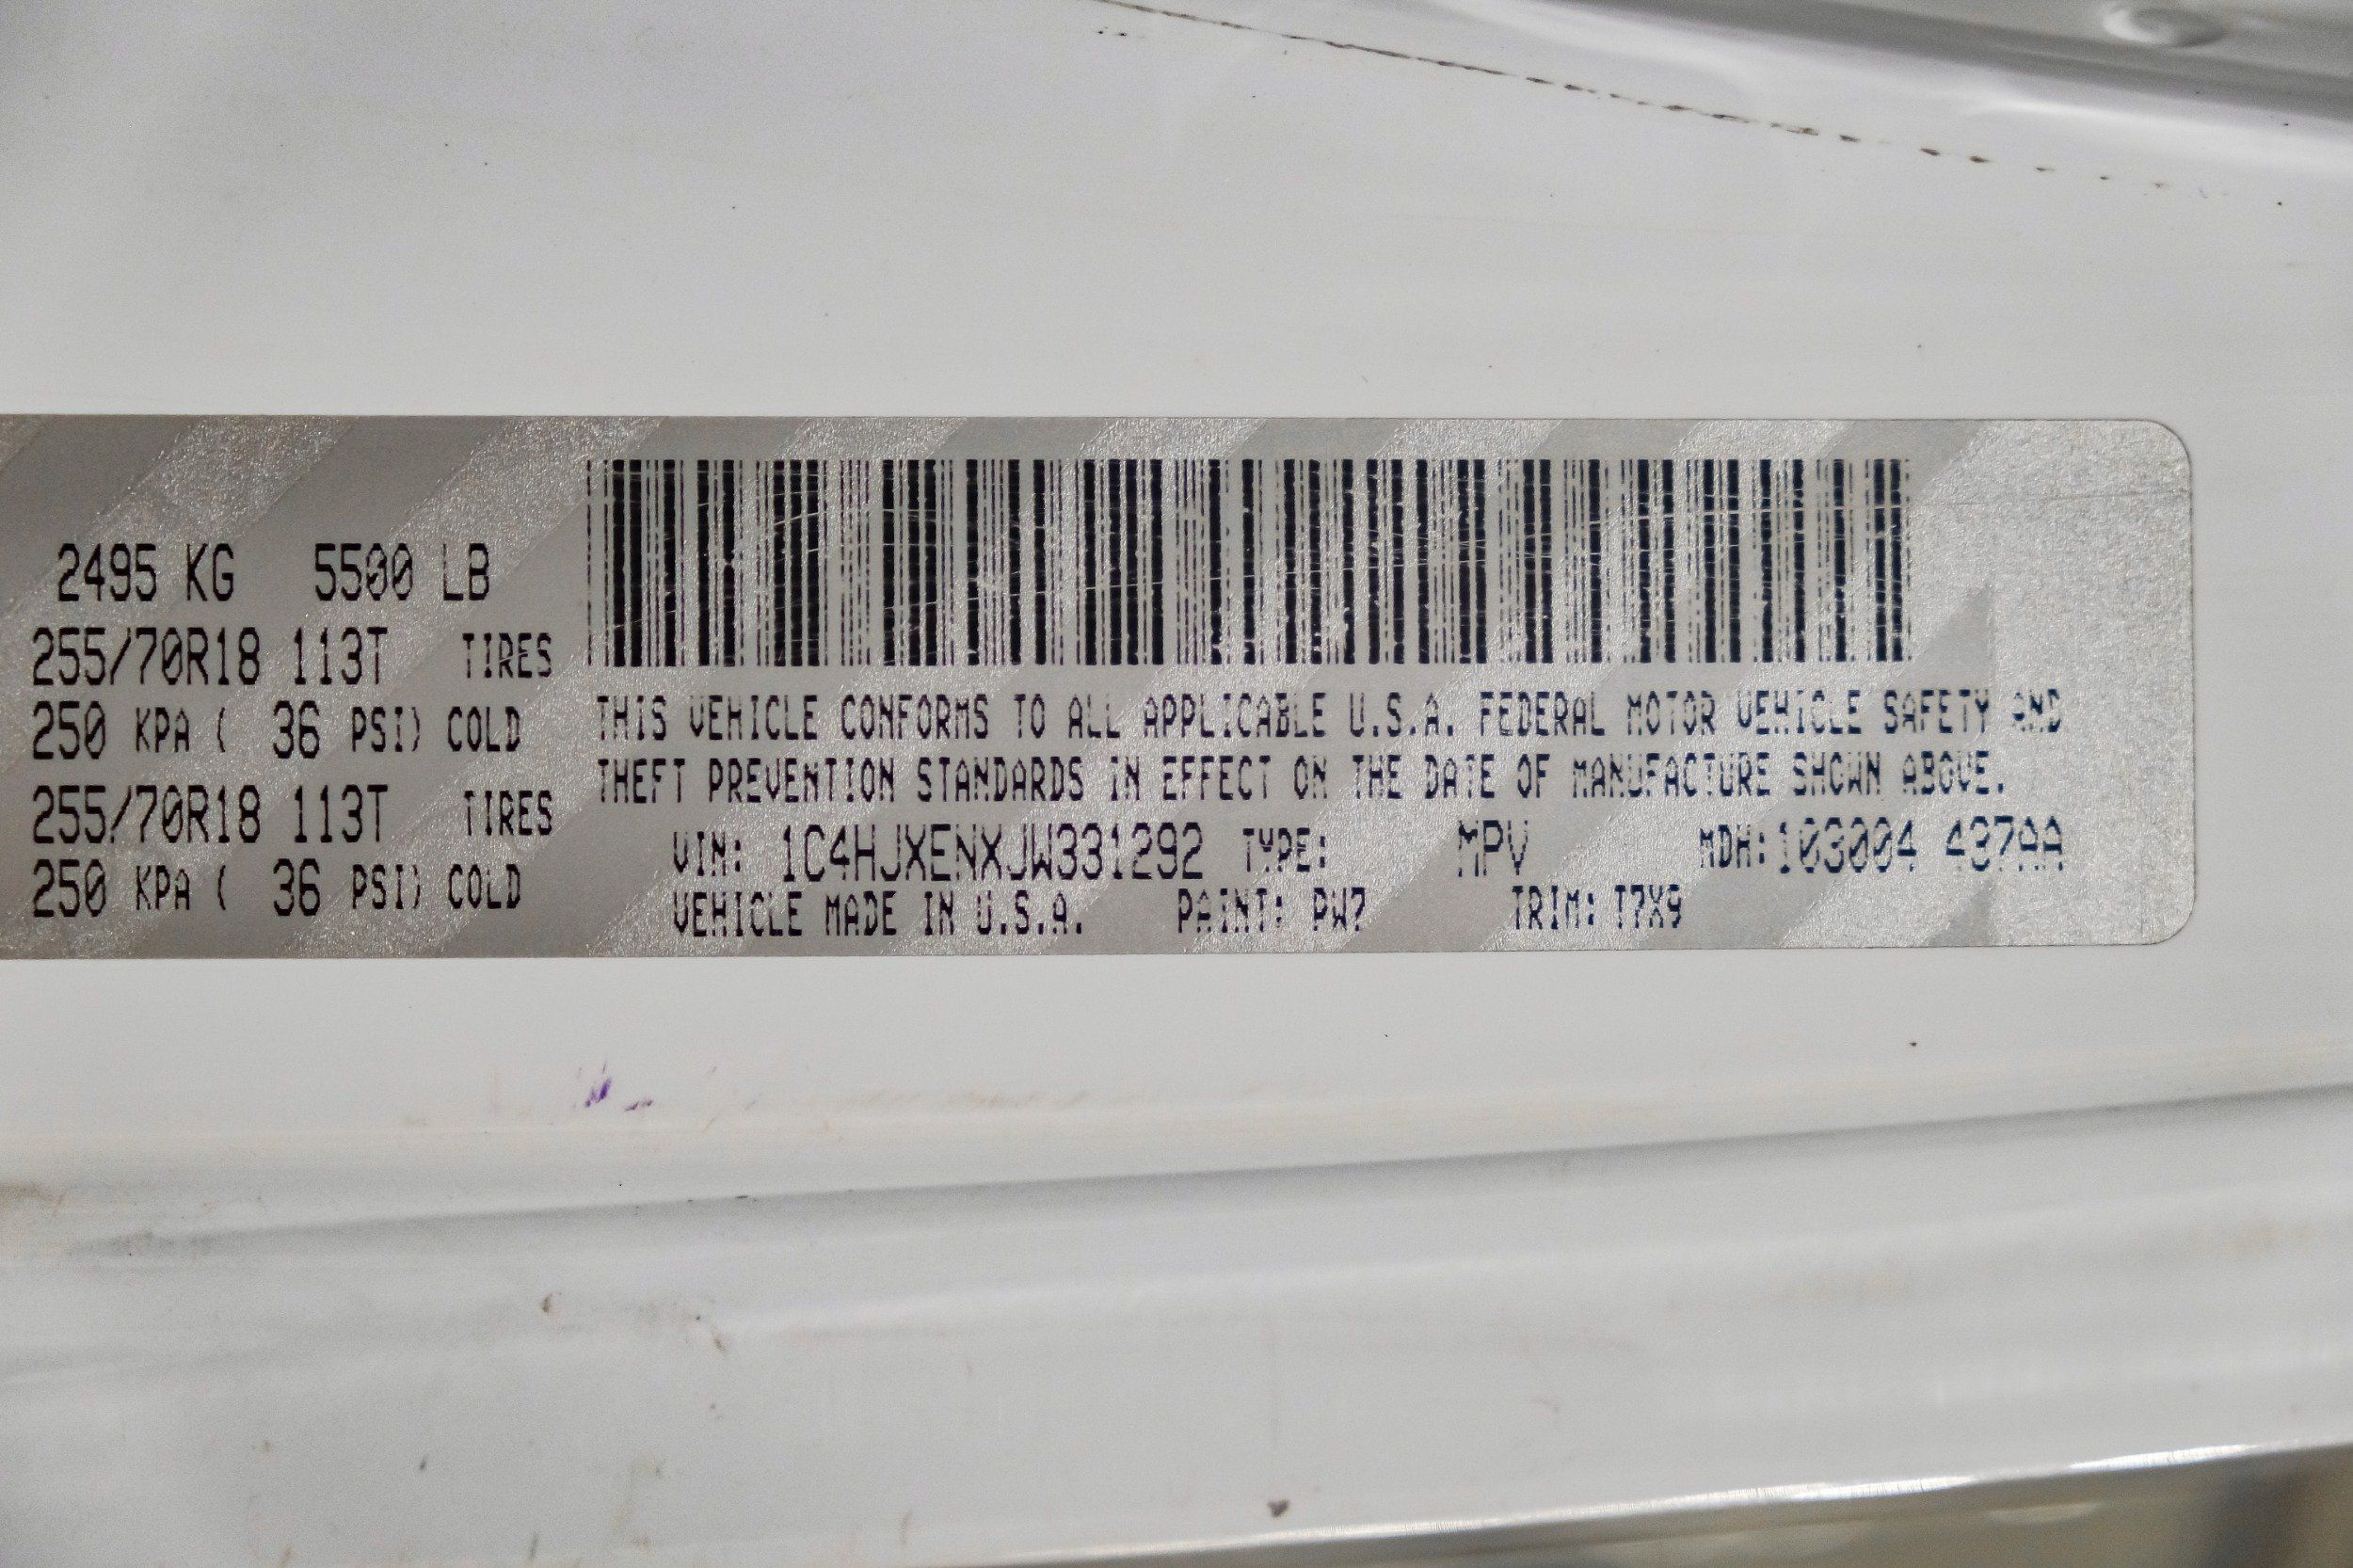 2495 KG 5500 LB
255/70R18 113T TIRES
250 KPA ( 36 PSI) COLD
255/70R18 113T TIRES
250 KPA ( 36 PSI) COLD
THIS VEHICLE CONFORMS TO ALL APPLICABLE U.S.A. FEDERAL MOTOR VEHICLE SAFETY AND
THEFT PREVENTION STANDARDS IN EFFECT ON THE DATE OF MANUFACTURE SHOWN ABOVE.
VIN: 1C4HJXENXJW331292 TYPE: MPV MDH:103004 437AA
VEHICLE MADE IN U.S.A. PAINT: PW7 TRIM: T7X9